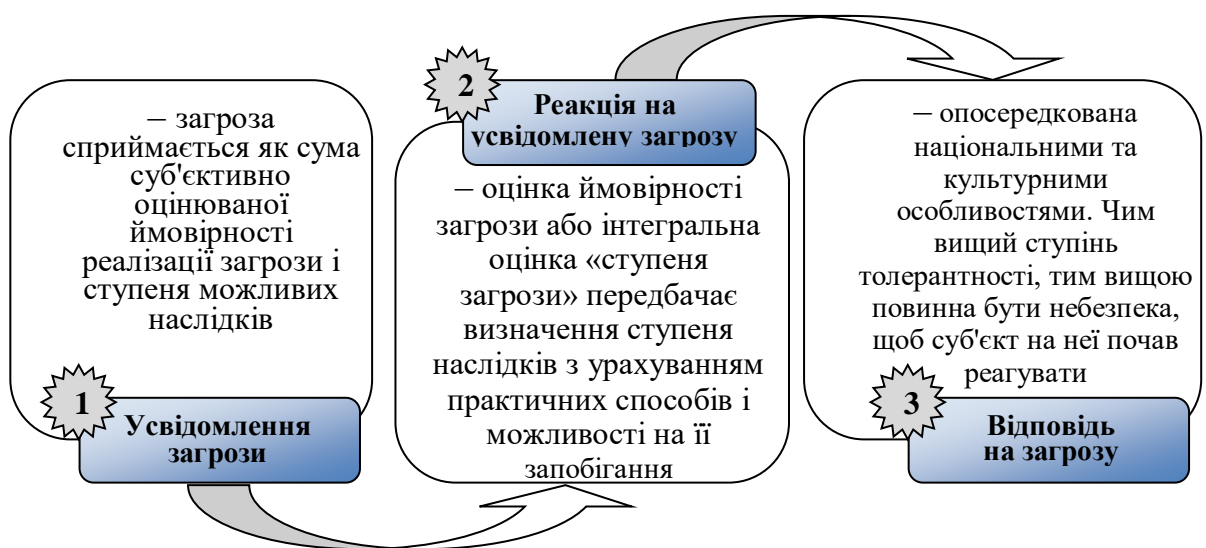 1
Усвідомлення
загрози
– загроза
сприймається як сума
суб'єктивно
оцінюваної
ймовірності
реалізації загрози і
ступеня можливих
наслідків
2
Реакція на
усвідомлену загрозу
– оцінка ймовірності
загрози або інтегральна
оцінка «ступеня
загрози» передбачає
визначення ступеня
наслідків з урахуванням
практичних способів і
можливості на її
запобігання
3
Відповідь
на загрозу
– опосередкована
національними та
культурними
особливостями. Чим
вищий ступінь
толерантності, тим вищою
повинна бути небезпека,
щоб суб'єкт на неї почав
реагувати